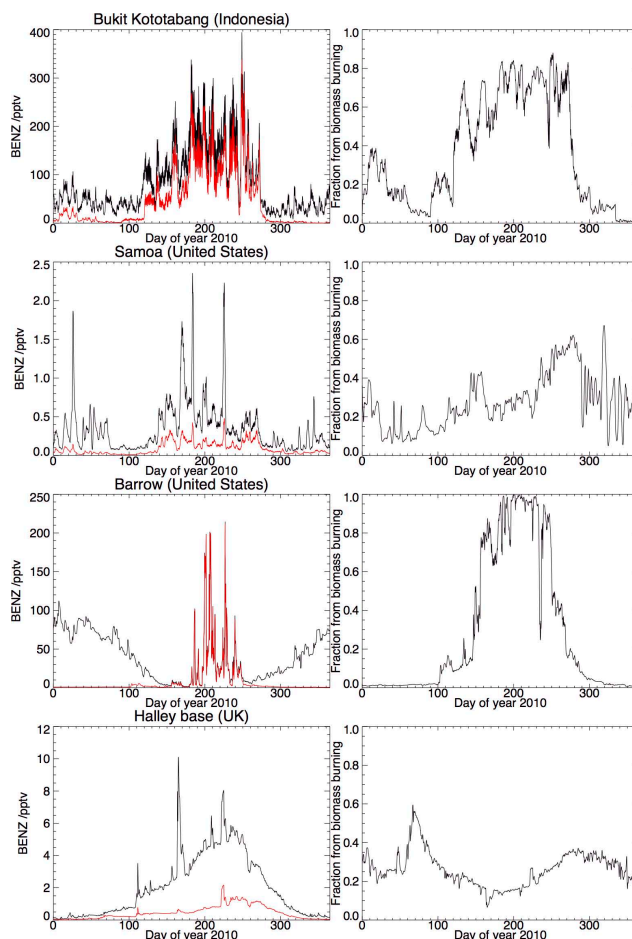 Bukit Kototabang (Indonesia)
BENZ /pptv
400
300
200
100
0
0 100 200 300
Day of year 2010
Fraction from biomass burning
1.0
0.8
0.6
0.4
0.2
0.0
0 100 200 300
Day of year 2010
Samoa (United States)
BENZ /pptv
2.5
2.0
1.5
1.0
0.5
0.0
0 100 200 300
Day of year 2010
Fraction from biomass burning
1.0
0.8
0.6
0.4
0.2
0.0
0 100 200 300
Day of year 2010
Barrow (United States)
BENZ /pptv
250
200
150
100
50
0
0 100 200 300
Day of year 2010
Fraction from biomass burning
1.0
0.8
0.6
0.4
0.2
0.0
0 100 200 300
Day of year 2010
Halley base (UK)
BENZ /pptv
12
10
8
6
4
2
0
0 100 200 300
Day of year 2010
Fraction from biomass burning
1.0
0.8
0.6
0.4
0.2
0.0
0 100 200 300
Day of year 2010